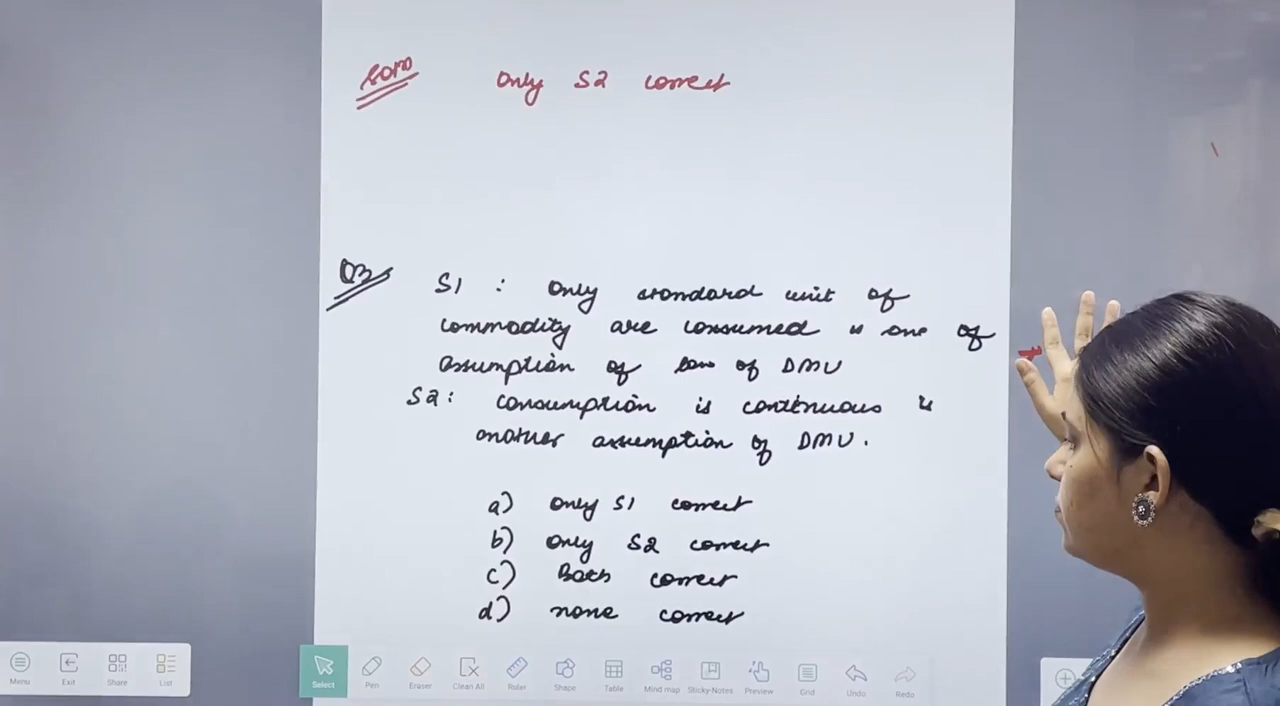 Soln Only S2 correct
Q3 S1 : Only standard unit of
commodity are consumed is one of
assumption of law of DMU
S2 : consumption is continuous is
another assumption of DMU.
a) Only S1 correct
b) Only S2 correct
c) Both correct
d) none correct
Menu Exit Share List Select Pen Eraser Clean All Ruler Shape Table Mind map Sticky-Notes Preview Grid Undo Redo